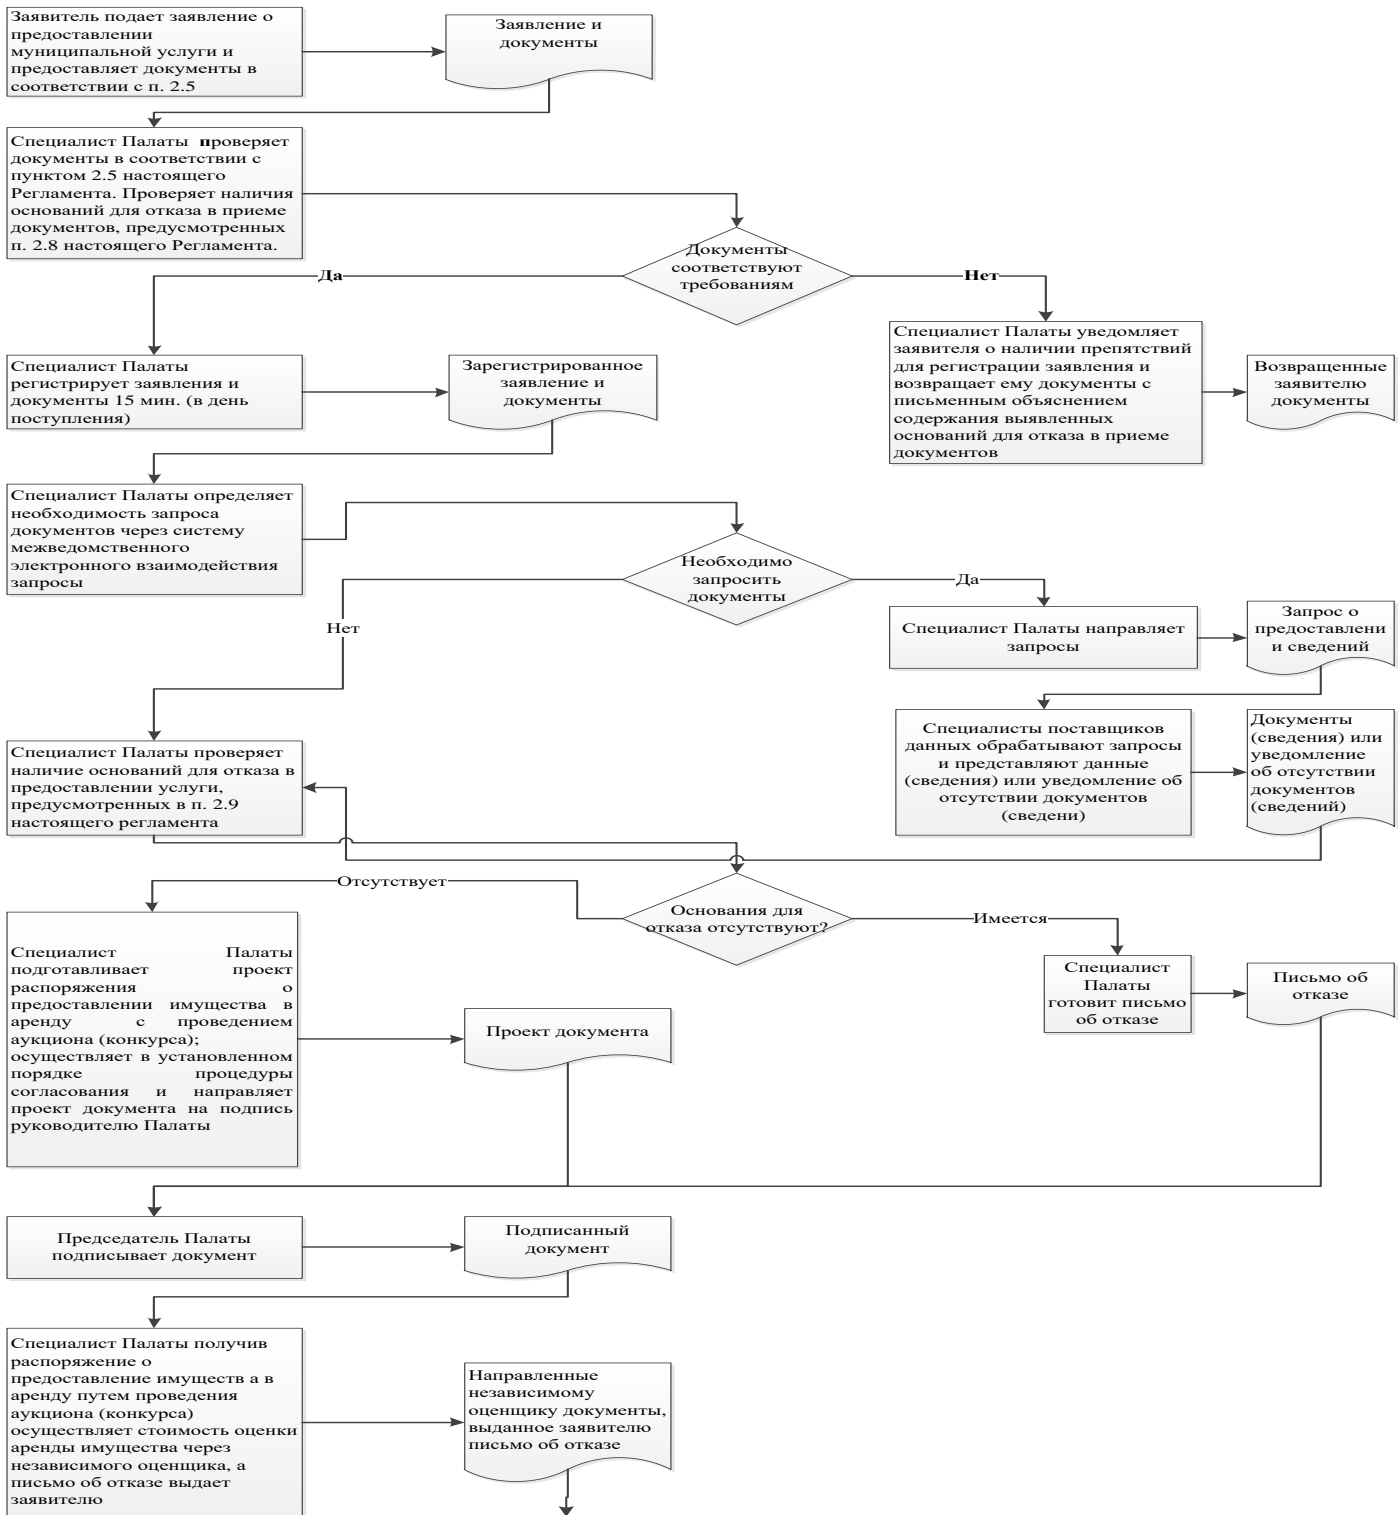 Заявитель подает заявление о
предоставлении
муниципальной услуги и
предоставляет документы в
соответствии с п. 2.5
Заявление и
документы
Специалист Палаты проверяет
документы в соответствии с
пунктом 2.5 настоящего
Регламента. Проверяет наличия
оснований для отказа в приеме
документов, предусмотренных
п. 2.8 настоящего Регламента.
Документы
соответствуют
требованиям
Да
Нет
Специалист Палаты
регистрирует заявления и
документы 15 мин. (в день
поступления)
Зарегистрированное
заявление и
документы
Специалист Палаты уведомляет
заявителя о наличии препятствий
для регистрации заявления и
возвращает ему документы с
письменным объяснением
содержания выявленных
оснований для отказа в приеме
документов
Возвращенные
заявителю
документы
Специалист Палаты определяет
необходимость запроса
документов через систему
межведомственного
электронного взаимодействия
запросы
Необходимо
запросить
документы
Да
Нет
Специалист Палаты направляет
запросы
Запрос о
предоставлени
и сведений
Специалисты поставщиков
данных обрабатывают запросы
и представляют данные
(сведения) или уведомление об
отсутствии документов
(сведени)
Документы
(сведения) или
уведомление
об отсутствии
документов
(сведений)
Специалист Палаты проверяет
наличие оснований для отказа в
предоставлении услуги,
предусмотренных в п. 2.9
настоящего регламента
Основания для
отказа отсутствуют?
Отсутствует
Имеется
Специалист Палаты
подготавливает проект
распоряжения о
предоставлении имущества в
аренду с проведением
аукциона (конкурса);
осуществляет в установленном
порядке процедуры
согласования и направляет
проект документа на подпись
руководителю Палаты
Проект документа
Специалист
Палаты
готовит письмо
об отказе
Письмо об
отказе
Председатель Палаты
подписывает документ
Подписанный
документ
Специалист Палаты получив
распоряжение о
предоставление имуществ а в
аренду путем проведения
аукциона (конкурса)
осуществляет стоимость оценки
аренды имущества через
независимого оценщика, а
письмо об отказе выдает
заявителю
Направленные
независимому
оценщику документы,
выданное заявителю
письмо об отказе